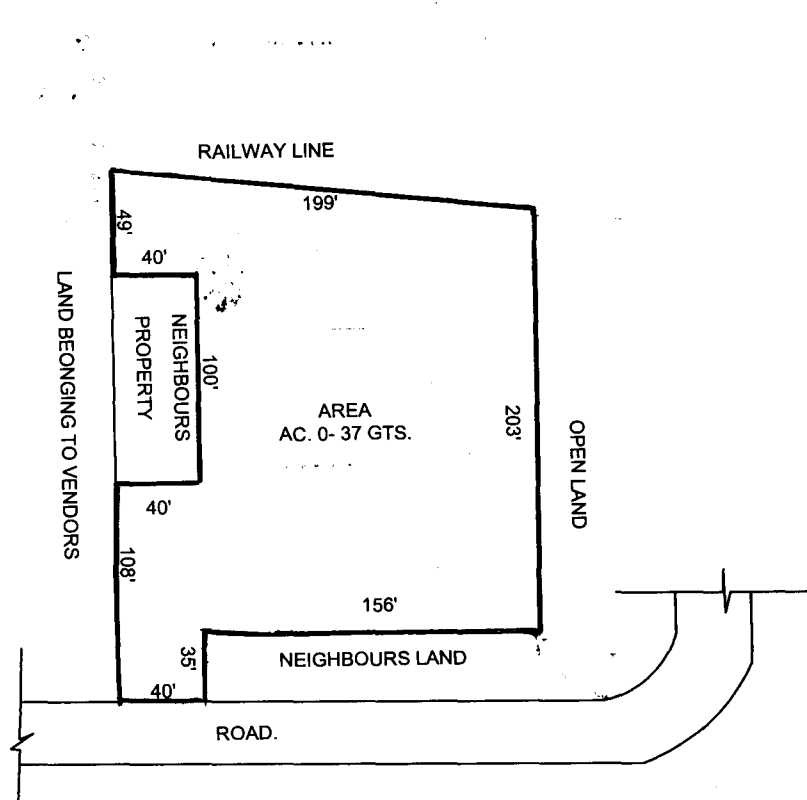 RAILWAY LINE
199'
49'
40'
LAND BEONGING TO VENDORS
NEIGHBOURS
PROPERTY
100'
AREA
AC. 0- 37 GTS.
203'
OPEN LAND
40'
108'
156'
35'
NEIGHBOURS LAND
40'
ROAD.